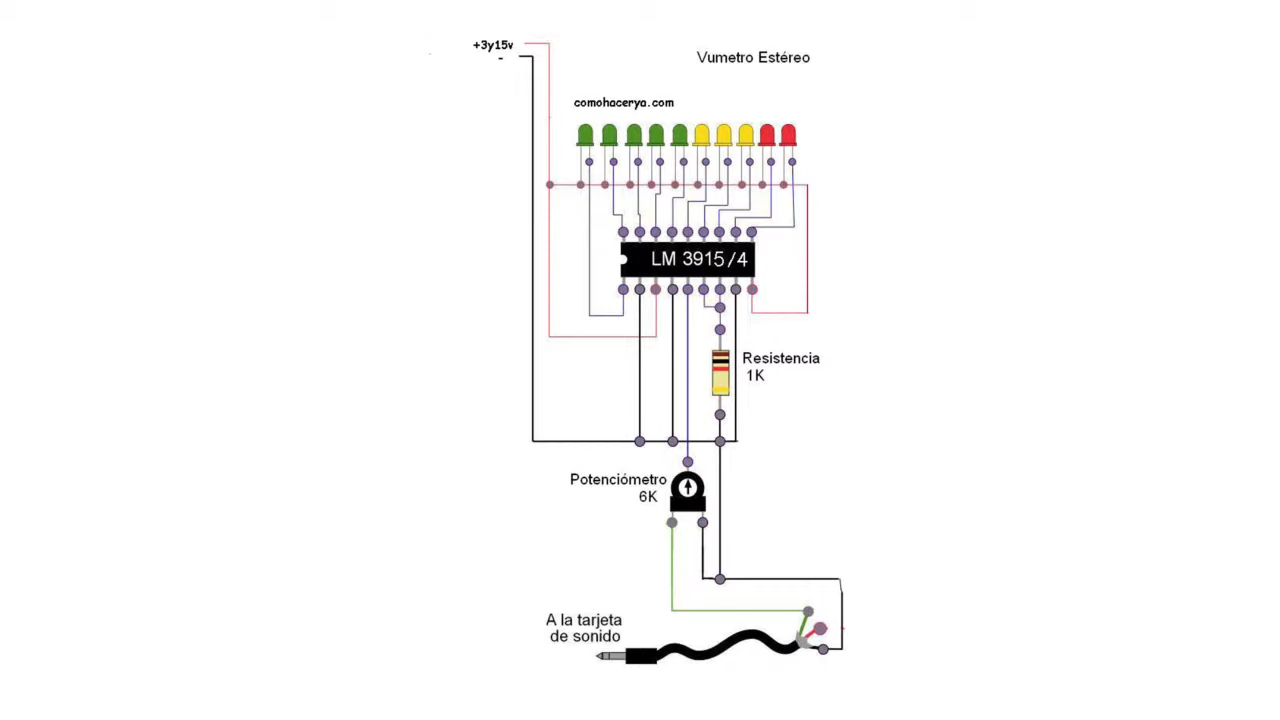 +3y15v
-
Vumetro Estéreo
comohacerya.com
LM 3915/4
Resistencia
1K
Potenciómetro
6K
A la tarjeta
de sonido